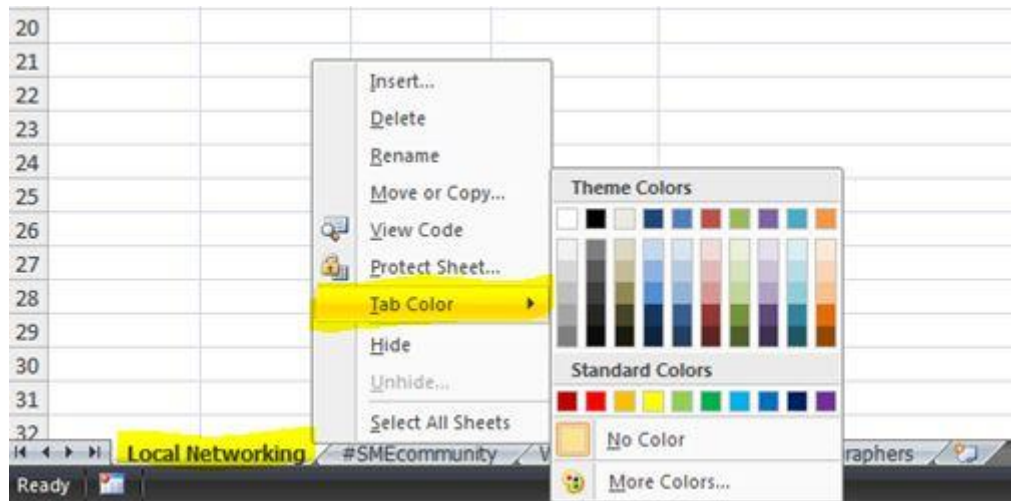 20
21
22
23
24
25
26
27
28
29
30
31
32
Insert...
Delete
Rename
Move or Copy...
View Code
Protect Sheet...
Tab Color
Hide
Unhide...
Select All Sheets
Theme Colors
Standard Colors
No Color
More Colors...
Local Networking #SMEcommunity
Ready